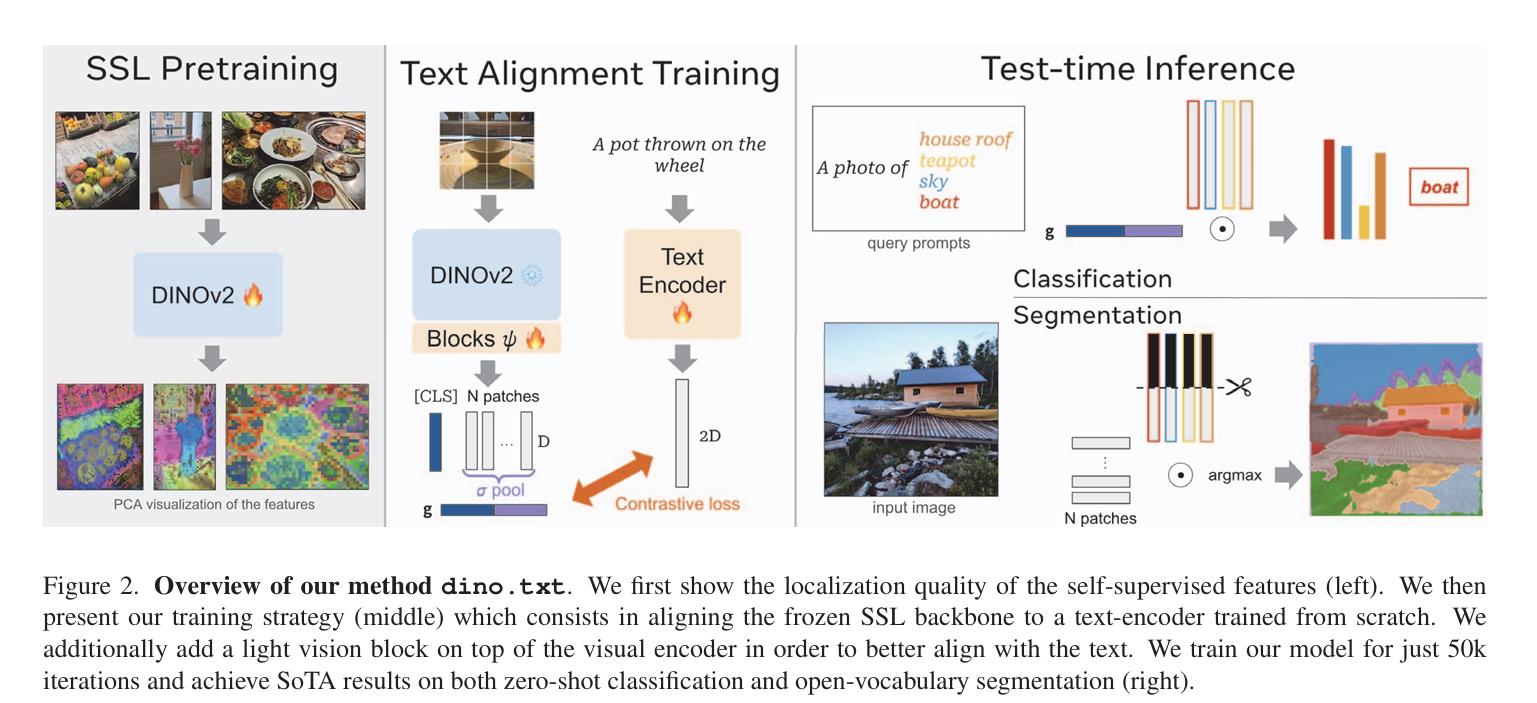 SSL Pretraining
DINOv2
PCA visualization of the features
Text Alignment Training
A pot thrown on the
wheel
DINOv2
Blocks ψ
Text
Encoder
[CLS] N patches
... D
σ pool
g
2D
Contrastive loss
Test-time Inference
A photo of
house roof
teapot
sky
boat
query prompts
g
boat
Classification
Segmentation
input image
N patches
argmax
Figure 2. Overview of our method dino.txt. We first show the localization quality of the self-supervised features (left). We then
present our training strategy (middle) which consists in aligning the frozen SSL backbone to a text-encoder trained from scratch. We
additionally add a light vision block on top of the visual encoder in order to better align with the text. We train our model for just 50k
iterations and achieve SoTA results on both zero-shot classification and open-vocabulary segmentation (right).